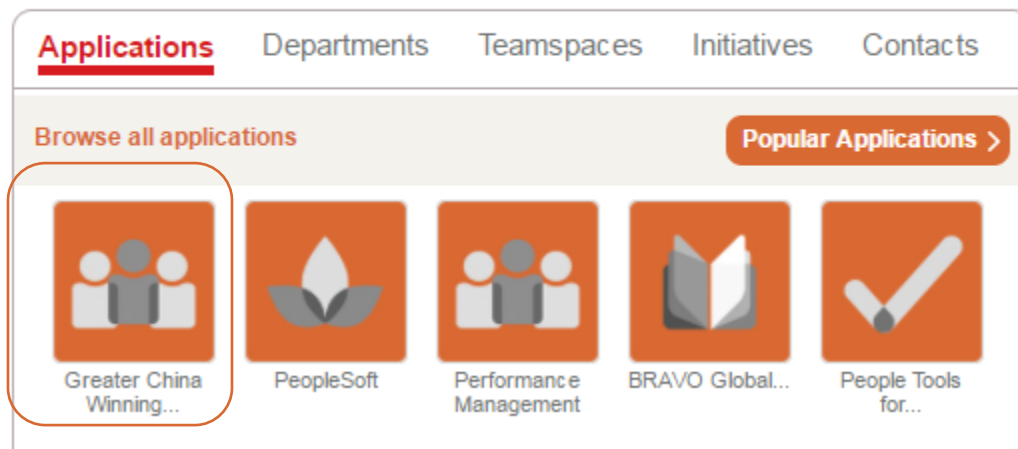 Applications Departments Teamspaces Initiatives Contacts
Browse all applications
Popular Applications >
Greater China
Winning...
PeopleSoft
Performance
Management
BRAVO Global...
People Tools
for...